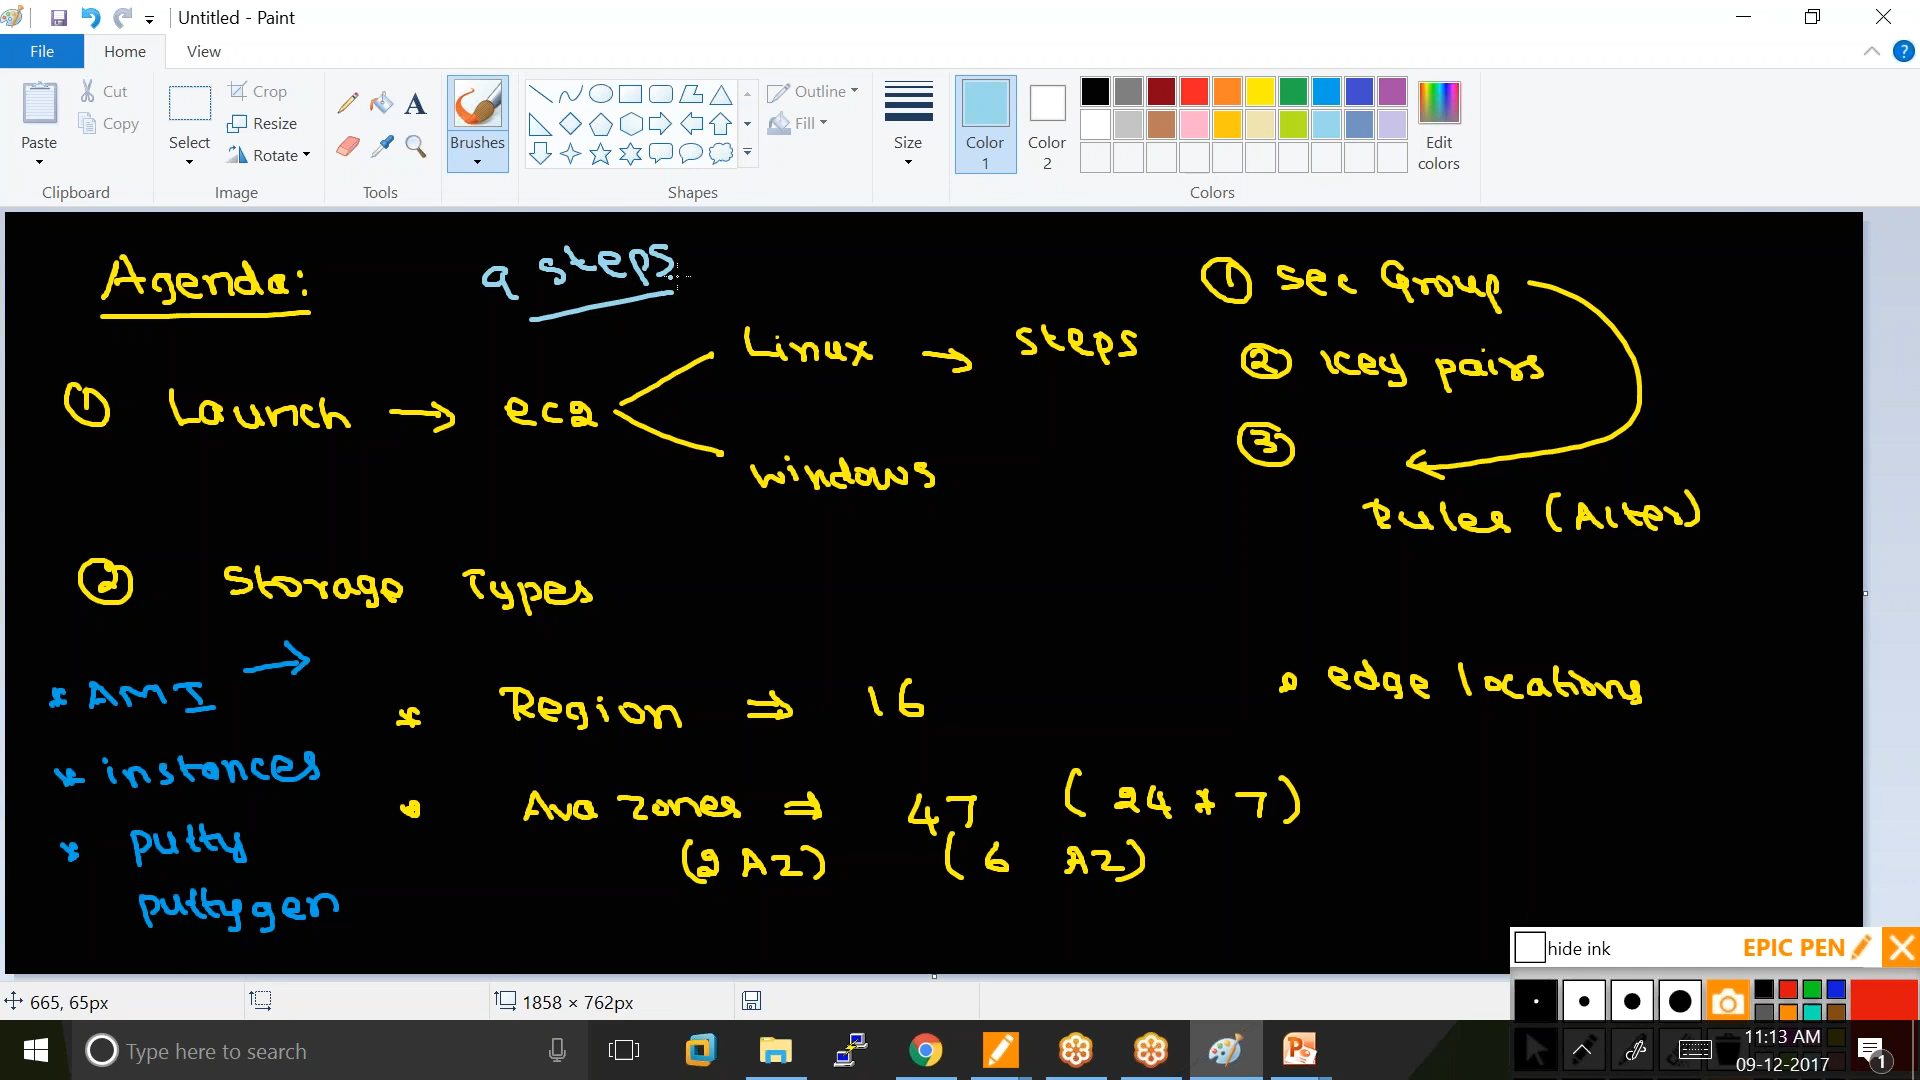 Untitled - Paint
File Home View
Paste
Cut
Copy
Clipboard
Select
Crop
Resize
Rotate
Image
A
Tools
Brushes
Shapes
Outline
Fill
Size
Color 1
Color 2
Edit colors
Colors
Agenda: 9 steps
① Launch → ec2
Linux → steps
windows
① Sec Group
② Key pairs
③
Rules (Alter)
② Storage Types
* AMI →
* instances
* putty
puttygen
* Region ⇒ 16
• Ava Zones ⇒ 47 (24 * 7)
(2 AZ) (6 AZ)
• edge locations
hide ink EPIC PEN
665, 65px
1858 × 762px
Type here to search
11:13 AM
09-12-2017
1